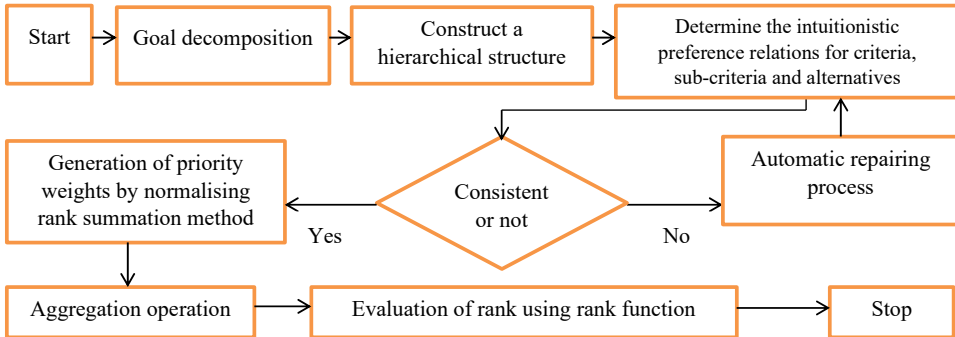 Start
Goal decomposition
Construct a
hierarchical structure
Determine the intuitionistic
preference relations for criteria,
sub-criteria and alternatives
Generation of priority
weights by normalising
rank summation method
Yes
Consistent
or not
No
Automatic repairing
process
Aggregation operation
Evaluation of rank using rank function
Stop